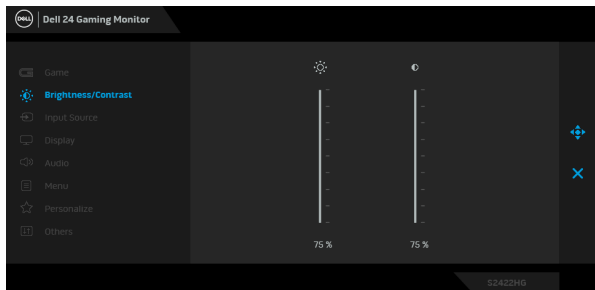 DELL
Dell 24 Gaming Monitor
Game
Brightness/Contrast
Input Source
Display
Audio
Menu
Personalize
Others
75 %
75 %
S2422HG